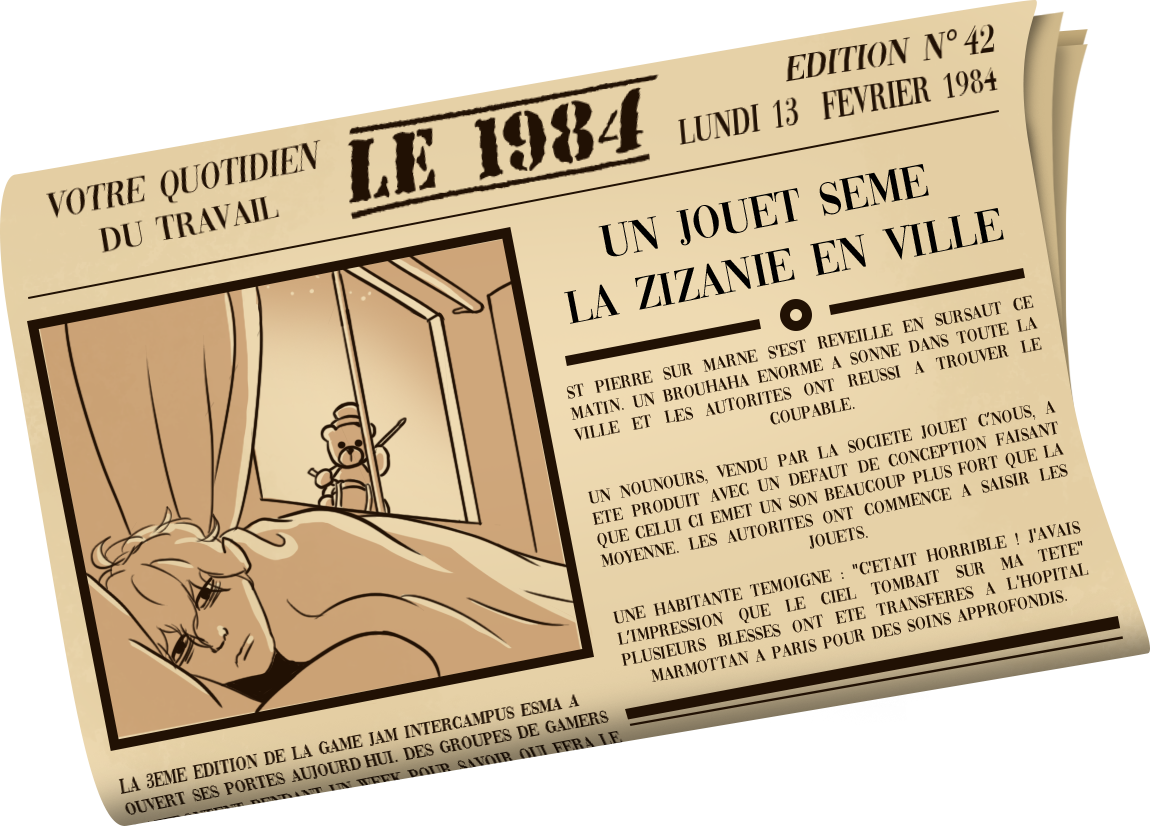 VOTRE QUOTIDIEN
DU TRAVAIL
LE 1984
EDITION N° 42
LUNDI 13 FEVRIER 1984
UN JOUET SEME
LA ZIZANIE EN VILLE
ST PIERRE SUR MARNE S'EST REVEILLE EN SURSAUT CE
MATIN. UN BROUHAHA ENORME A SONNE DANS TOUTE LA
VILLE ET LES AUTORITES ONT REUSSI A TROUVER LE
COUPABLE.
UN NOUNOURS, VENDU PAR LA SOCIETE JOUET C'NOUS, A
ETE PRODUIT AVEC UN DEFAUT DE CONCEPTION FAISANT
QUE CELUI CI EMET UN SON BEAUCOUP PLUS FORT QUE LA
MOYENNE. LES AUTORITES ONT COMMENCE A SAISIR LES
JOUETS.
UNE HABITANTE TEMOIGNE : "C'ETAIT HORRIBLE ! J'AVAIS
L'IMPRESSION QUE LE CIEL TOMBAIT SUR MA TETE"
PLUSIEURS BLESSES ONT ETE TRANSFERES A L'HOPITAL
MARMOTTAN A PARIS POUR DES SOINS APPROFONDIS.
LA 3EME EDITION DE LA GAME JAM INTERCAMPUS ESMA A
OUVERT SES PORTES AUJOURD HUI. DES GROUPES DE GAMERS
PENDANT UN WEEK POUR SAVOIR QUI FERA LE